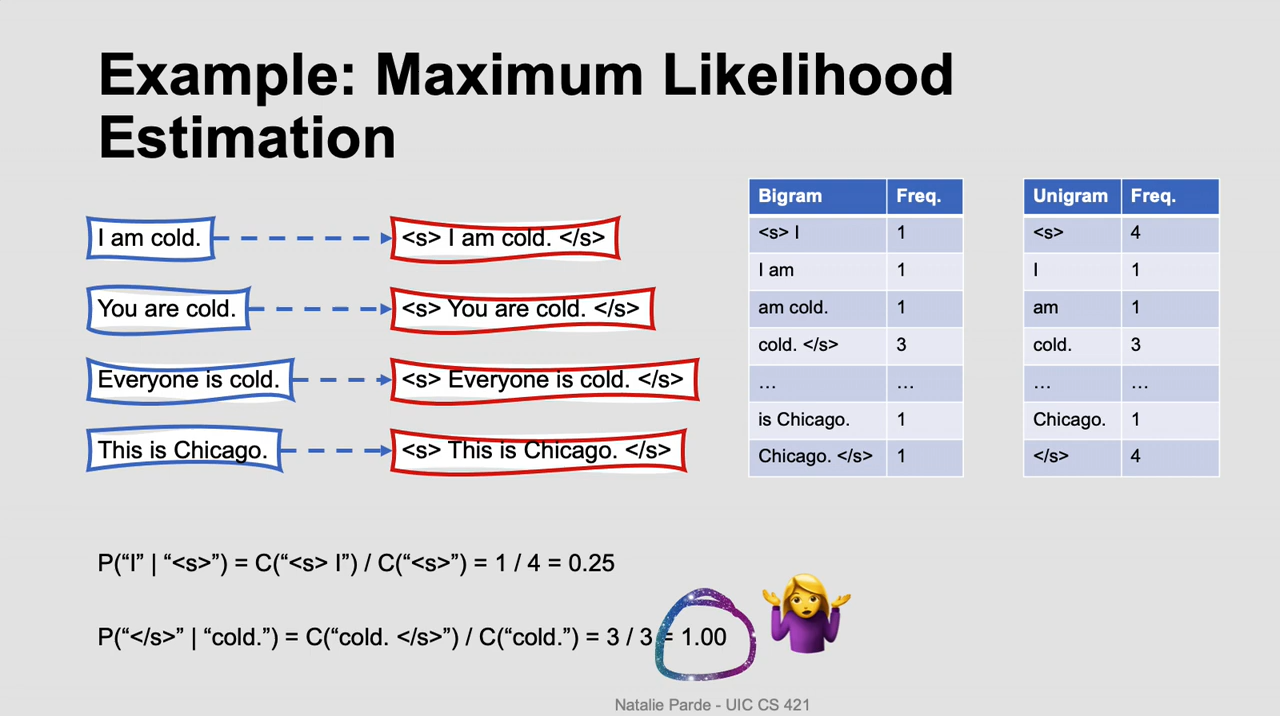 Example: Maximum Likelihood
Estimation
I am cold.
<s> I am cold. </s>
You are cold.
<s> You are cold. </s>
Everyone is cold.
<s> Everyone is cold. </s>
This is Chicago.
<s> This is Chicago. </s>
Bigram Freq.
<s> I 1
I am 1
am cold. 1
cold. </s> 3
… …
is Chicago. 1
Chicago. </s> 1
Unigram Freq.
<s> 4
I 1
am 1
cold. 3
… …
Chicago. 1
</s> 4
P(“I” | “<s>”) = C(“<s> I”) / C(“<s>”) = 1 / 4 = 0.25
P(“</s>” | “cold.”) = C(“cold. </s>”) / C(“cold.”) = 3 / 3 = 1.00
Natalie Parde - UIC CS 421